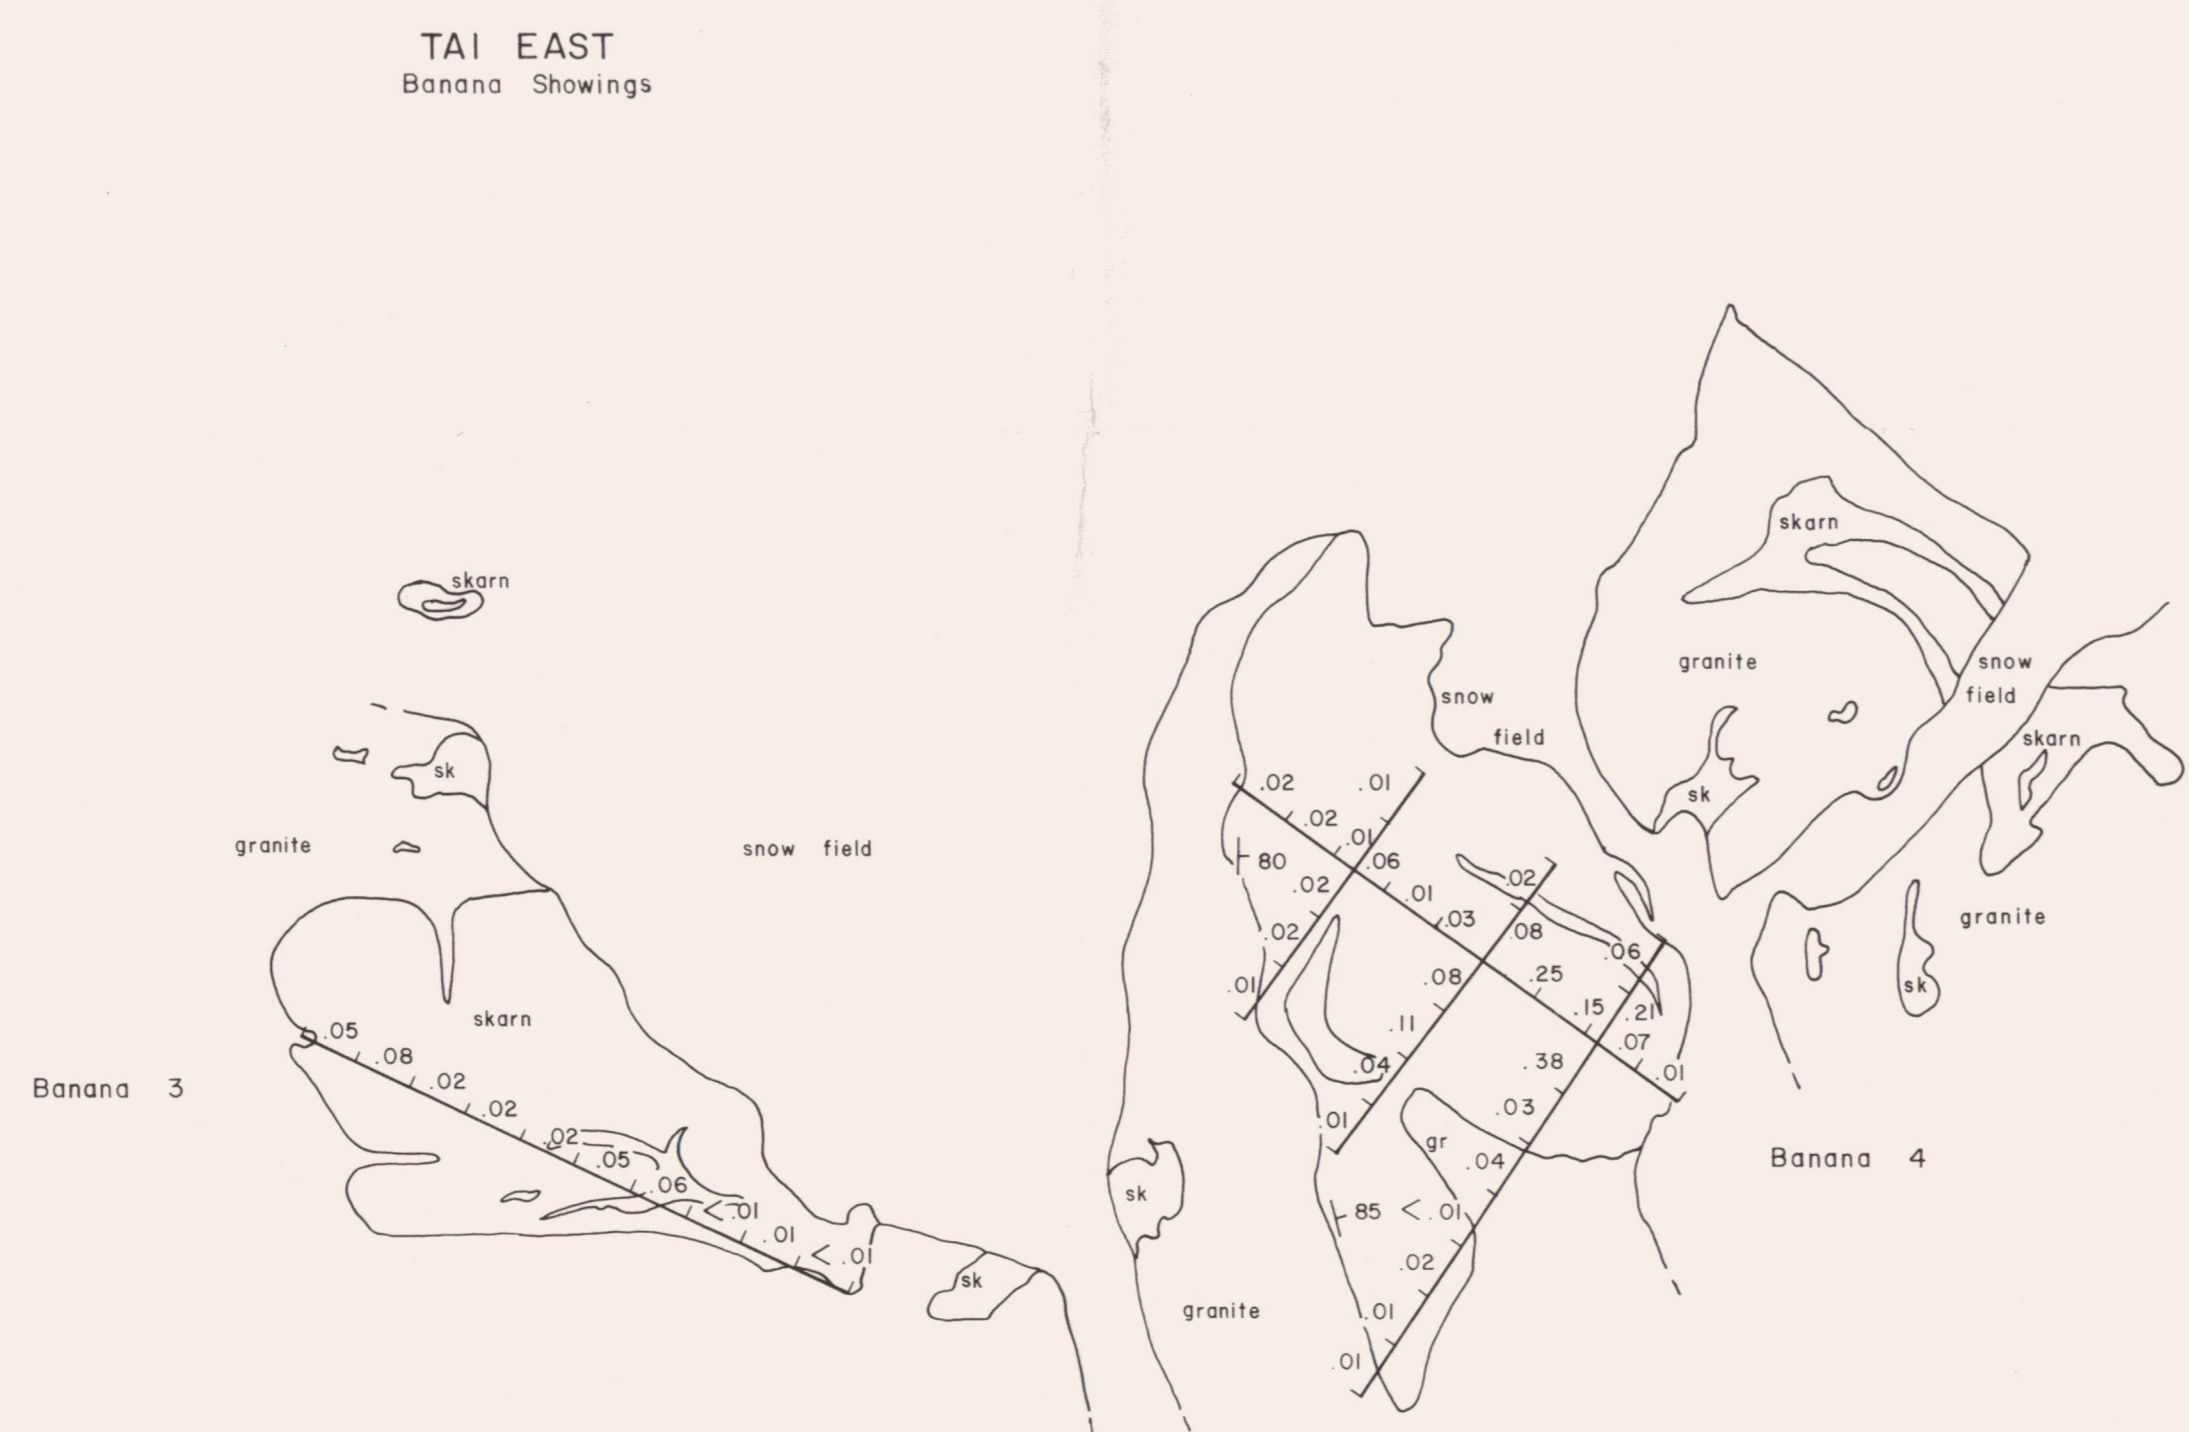 TAI EAST
Banana Showings
skarn
sk
granite
snow field
skarn
Banana 3
.05
.08
.02
.02
.02
.05
.06
<.01
.01
<.01
sk
skarn
granite
snow
field
skarn
sk
granite
sk
Banana 4
snow
field
.02
.01
.02
.01
80
.06
.02
.01
.02
.03
.02
.08
.01
.08
.25
.06
.11
.15
.21
.04
.38
.07
.01
.01
.03
gr
.04
85
<.01
.02
.01
.01
sk
granite